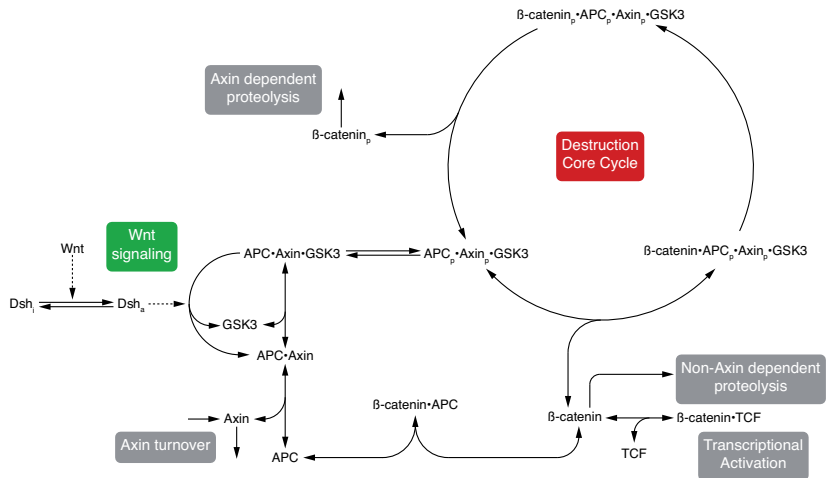 ß-cateninₚ•APCₚ•Axinₚ•GSK3
Axin dependent
proteolysis
ß-cateninₚ
Destruction
Core Cycle
Wnt
signaling
Wnt
APC•Axin•GSK3
APCₚ•Axinₚ•GSK3
ß-catenin•APCₚ•Axinₚ•GSK3
Dshᵢ
Dshₐ
GSK3
APC•Axin
Non-Axin dependent
proteolysis
ß-catenin•APC
ß-catenin
ß-catenin•TCF
Axin turnover
Axin
APC
TCF
Transcriptional
Activation